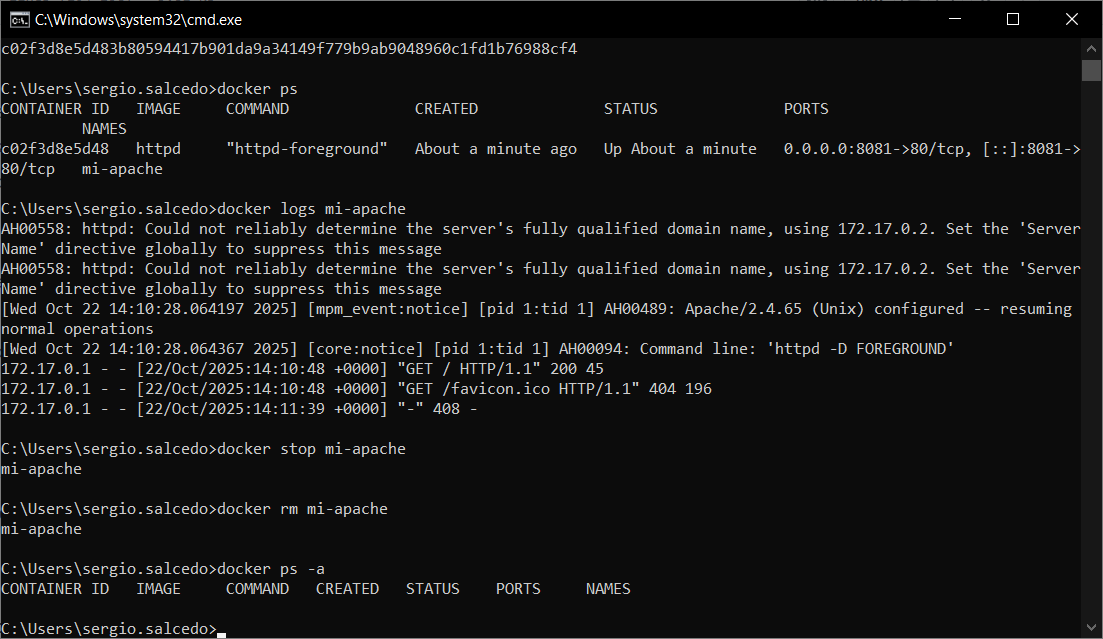 C:\Windows\system32\cmd.exe
c02f3d8e5d483b80594417b901da9a34149f779b9ab9048960c1fd1b76988cf4
C:\Users\sergio.salcedo>docker ps
CONTAINER ID   IMAGE     COMMAND              CREATED              STATUS              PORTS
         NAMES
c02f3d8e5d48   httpd     "httpd-foreground"   About a minute ago   Up About a minute   0.0.0.0:8081->80/tcp, [::]:8081->
80/tcp   mi-apache
C:\Users\sergio.salcedo>docker logs mi-apache
AH00558: httpd: Could not reliably determine the server's fully qualified domain name, using 172.17.0.2. Set the 'Server
Name' directive globally to suppress this message
AH00558: httpd: Could not reliably determine the server's fully qualified domain name, using 172.17.0.2. Set the 'Server
Name' directive globally to suppress this message
[Wed Oct 22 14:10:28.064197 2025] [mpm_event:notice] [pid 1:tid 1] AH00489: Apache/2.4.65 (Unix) configured -- resuming
normal operations
[Wed Oct 22 14:10:28.064367 2025] [core:notice] [pid 1:tid 1] AH00094: Command line: 'httpd -D FOREGROUND'
172.17.0.1 - - [22/Oct/2025:14:10:48 +0000] "GET / HTTP/1.1" 200 45
172.17.0.1 - - [22/Oct/2025:14:10:48 +0000] "GET /favicon.ico HTTP/1.1" 404 196
172.17.0.1 - - [22/Oct/2025:14:11:39 +0000] "-" 408 -
C:\Users\sergio.salcedo>docker stop mi-apache
mi-apache
C:\Users\sergio.salcedo>docker rm mi-apache
mi-apache
C:\Users\sergio.salcedo>docker ps -a
CONTAINER ID   IMAGE     COMMAND   CREATED   STATUS    PORTS     NAMES
C:\Users\sergio.salcedo>